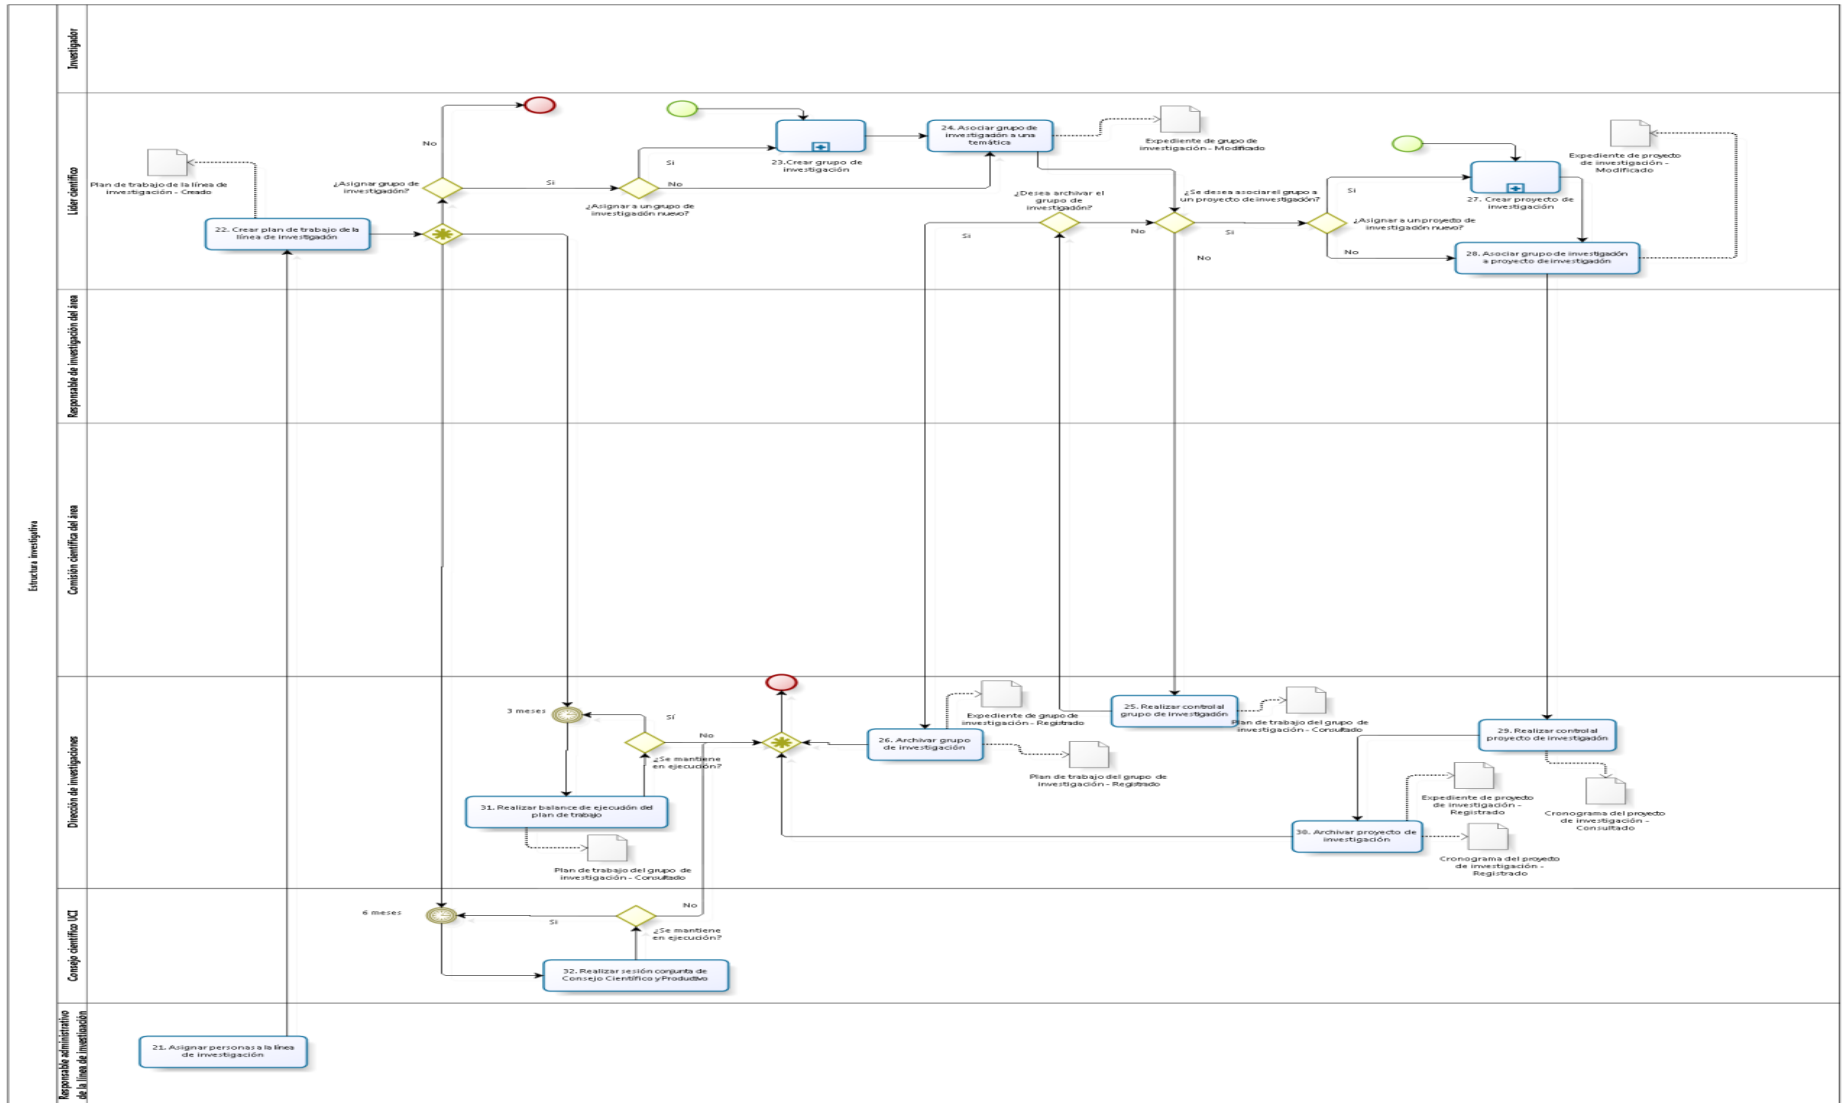 Estructura investigativa
Investigador
Líder científico
No
24. Asociar grupo de
investigación a una
temática
Expediente de grupo de
investigación - Modificado
Expediente de proyecto
de investigación -
Modificado
Plan de trabajo de la línea de
investigación - Creado
¿Asignar grupo de
investigación?
Si
Si
No
23.Crear grupo de
investigación
¿Asignar a un grupo de
investigación nuevo?
¿Desea archivar el
grupo de
investigación?
¿Se desea asociar el grupo a
un proyecto de investigación?
Si
27. Crear proyecto de
investigación
22. Crear plan de trabajo de la
línea de investigación
Si
No
Si
No
¿Asignar a un proyecto de
investigación nuevo?
No
28. Asociar grupo de investigación
a proyecto de investigación
Responsable de investigación del área
Comisión científica del área
Dirección de investigaciones
3 meses
Sí
No
¿Se mantiene
en ejecución?
26. Archivar grupo
de investigación
Expediente de grupo de
investigación - Registrado
25. Realizar control al
grupo de investigación
Plan de trabajo del grupo de
investigación - Consultado
29. Realizar control al
proyecto de investigación
Plan de trabajo del grupo de
investigación - Registrado
31. Realizar balance de ejecución del
plan de trabajo
Expediente de proyecto
de investigación -
Registrado
Cronograma del proyecto
de investigación -
Consultado
30. Archivar proyecto de
investigación
Cronograma del proyecto
de investigación -
Registrado
Plan de trabajo del grupo de
investigación - Consultado
Consejo científico UCI
6 meses
Si
No
¿Se mantiene
en ejecución?
32. Realizar sesión conjunta de
Consejo Científico y Productivo
Responsable administrativo
de la línea de investigación
21. Asignar personas a la línea
de investigación